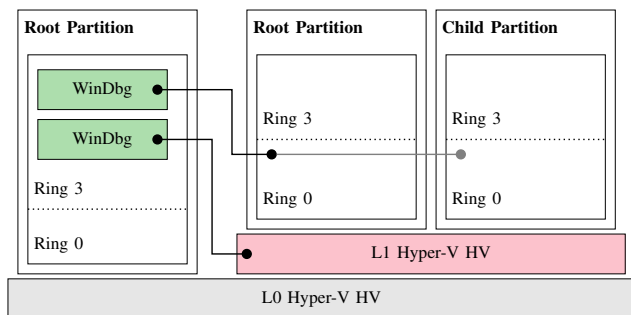 Root Partition
WinDbg
WinDbg
Ring 3
Ring 0
Root Partition
Ring 3
Ring 0
Child Partition
Ring 3
Ring 0
L1 Hyper-V HV
L0 Hyper-V HV